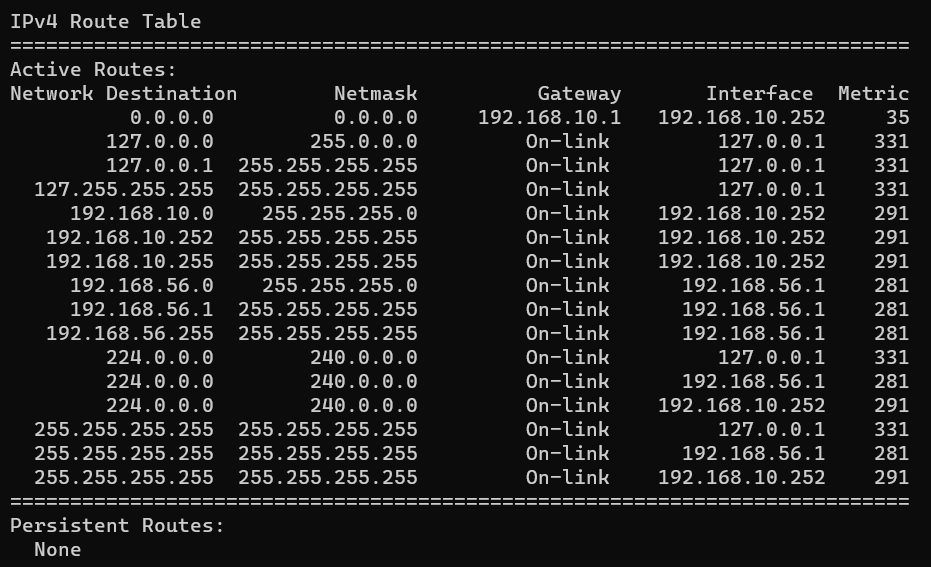 IPv4 Route Table
===========================================================================
Active Routes:
Network Destination        Netmask          Gateway       Interface  Metric
          0.0.0.0          0.0.0.0     192.168.10.1   192.168.10.252     35
        127.0.0.0        255.0.0.0         On-link         127.0.0.1    331
        127.0.0.1  255.255.255.255         On-link         127.0.0.1    331
  127.255.255.255  255.255.255.255         On-link         127.0.0.1    331
     192.168.10.0    255.255.255.0         On-link    192.168.10.252    291
   192.168.10.252  255.255.255.255         On-link    192.168.10.252    291
   192.168.10.255  255.255.255.255         On-link    192.168.10.252    291
     192.168.56.0    255.255.255.0         On-link      192.168.56.1    281
     192.168.56.1  255.255.255.255         On-link      192.168.56.1    281
   192.168.56.255  255.255.255.255         On-link      192.168.56.1    281
        224.0.0.0        240.0.0.0         On-link         127.0.0.1    331
        224.0.0.0        240.0.0.0         On-link      192.168.56.1    281
        224.0.0.0        240.0.0.0         On-link    192.168.10.252    291
  255.255.255.255  255.255.255.255         On-link         127.0.0.1    331
  255.255.255.255  255.255.255.255         On-link      192.168.56.1    281
  255.255.255.255  255.255.255.255         On-link    192.168.10.252    291
===========================================================================
Persistent Routes:
  None